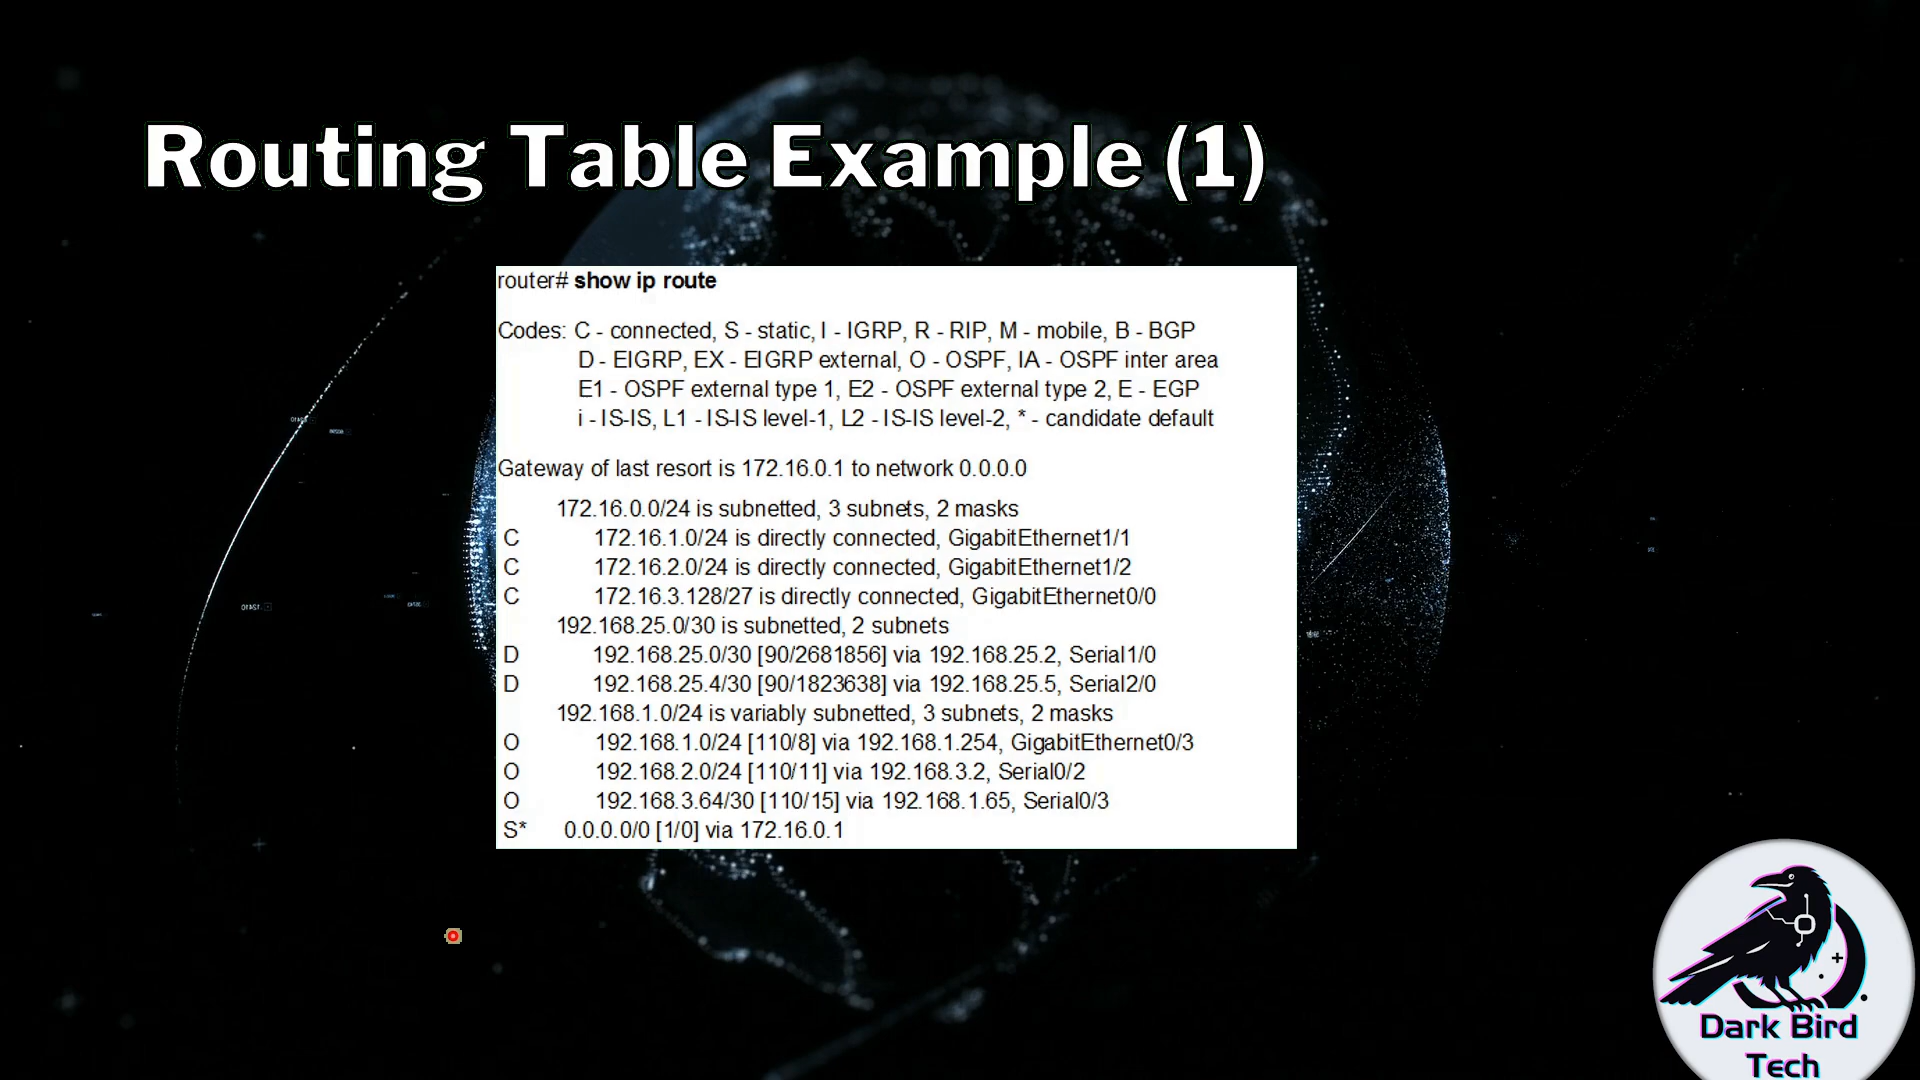 Routing Table Example (1)
router# show ip route
Codes: C - connected, S - static, I - IGRP, R - RIP, M - mobile, B - BGP
D - EIGRP, EX - EIGRP external, O - OSPF, IA - OSPF inter area
E1 - OSPF external type 1, E2 - OSPF external type 2, E - EGP
i - IS-IS, L1 - IS-IS level-1, L2 - IS-IS level-2, * - candidate default
Gateway of last resort is 172.16.0.1 to network 0.0.0.0
172.16.0.0/24 is subnetted, 3 subnets, 2 masks
C 172.16.1.0/24 is directly connected, GigabitEthernet1/1
C 172.16.2.0/24 is directly connected, GigabitEthernet1/2
C 172.16.3.128/27 is directly connected, GigabitEthernet0/0
192.168.25.0/30 is subnetted, 2 subnets
D 192.168.25.0/30 [90/2681856] via 192.168.25.2, Serial1/0
D 192.168.25.4/30 [90/1823638] via 192.168.25.5, Serial2/0
192.168.1.0/24 is variably subnetted, 3 subnets, 2 masks
O 192.168.1.0/24 [110/8] via 192.168.1.254, GigabitEthernet0/3
O 192.168.2.0/24 [110/11] via 192.168.3.2, Serial0/2
O 192.168.3.64/30 [110/15] via 192.168.1.65, Serial0/3
S* 0.0.0.0/0 [1/0] via 172.16.0.1
Dark Bird
Tech